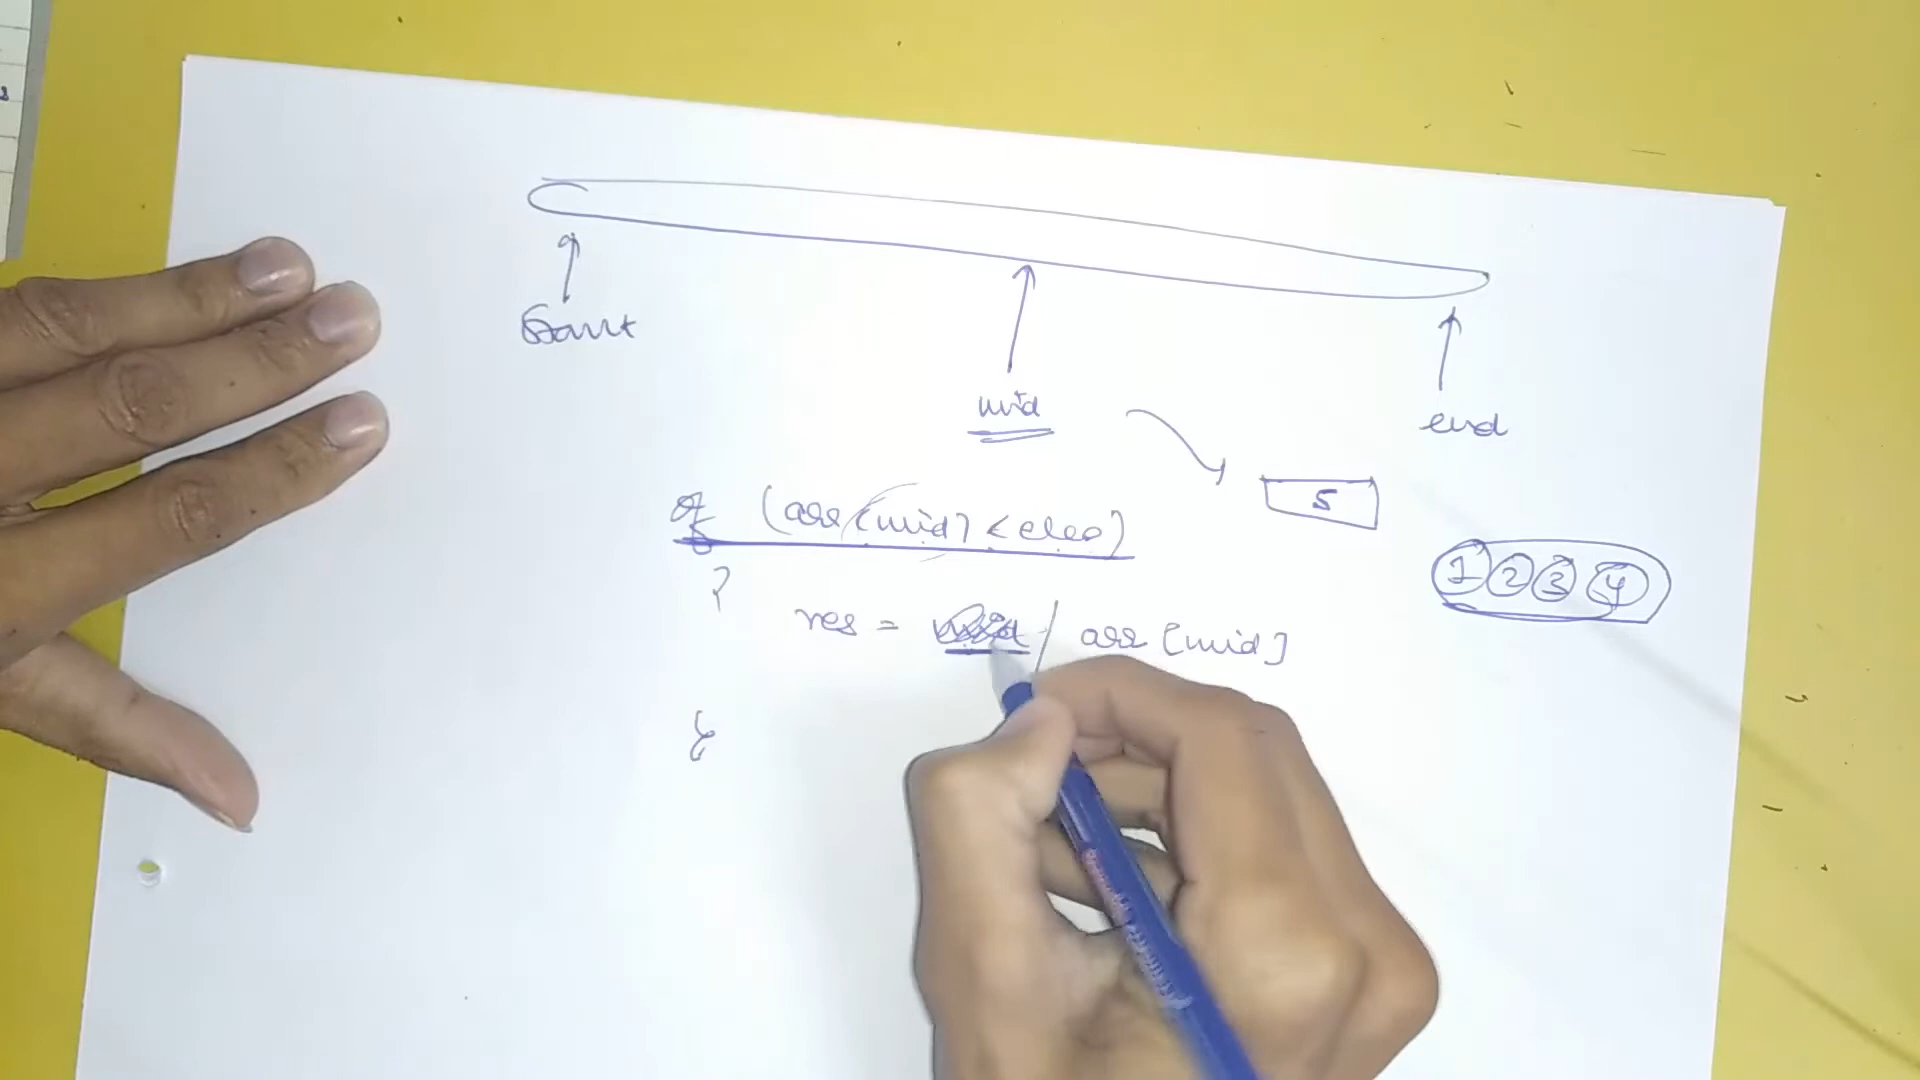 Start
mid
end
5
if (arr[mid] < ele)
1 2 3 4
{
res = mid / arr[mid]
}